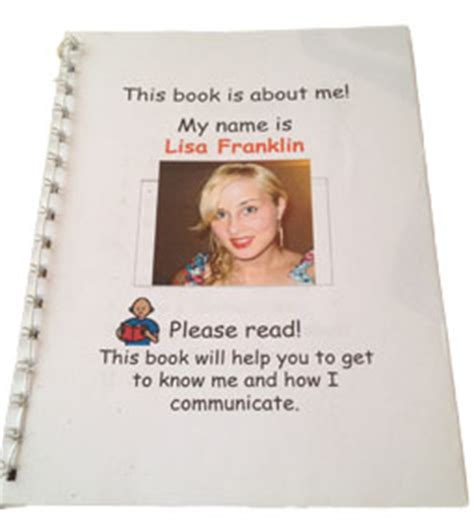 This book is about me!
My name is
Lisa Franklin
Please read!
This book will help you to get
to know me and how I
communicate.